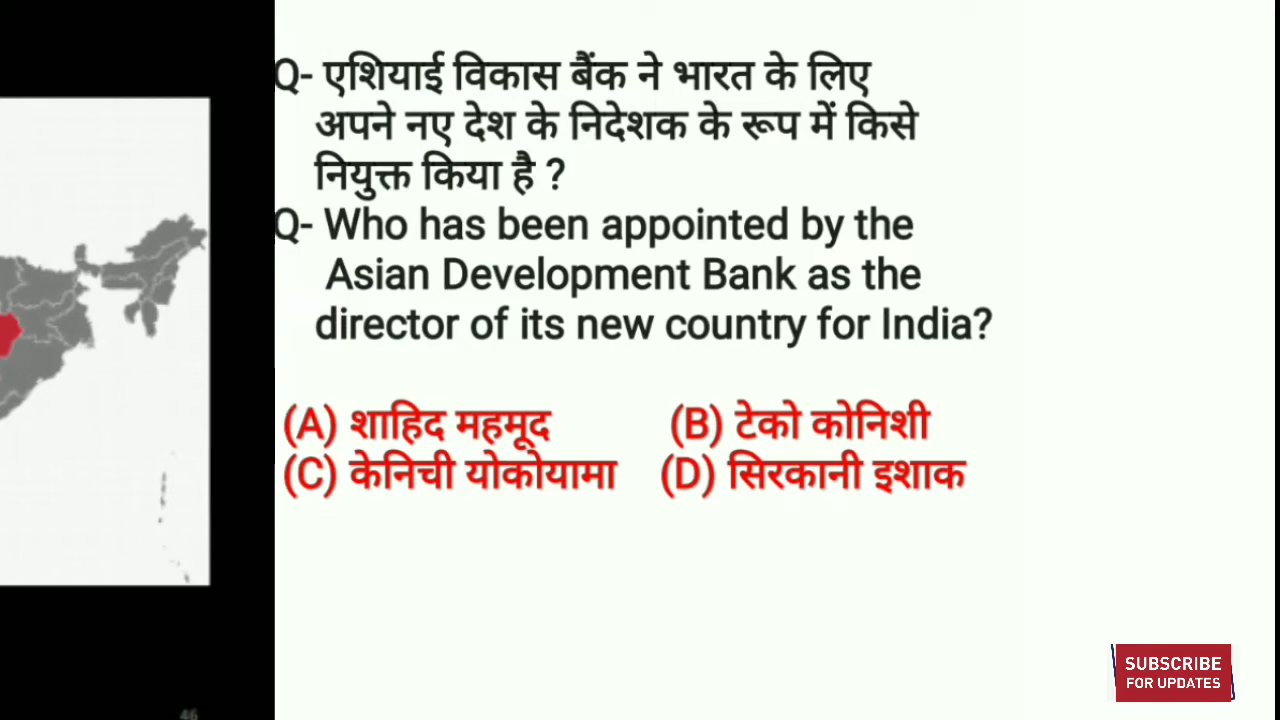 Q- एशियाई विकास बैंक ने भारत के लिए
अपने नए देश के निदेशक के रूप में किसे
नियुक्त किया है ?
Q- Who has been appointed by the
Asian Development Bank as the
director of its new country for India?
(A) शाहिद महमूद (B) टेको कोनिशी
(C) केनिची योकोयामा (D) सिरकानी इशाक
SUBSCRIBE
FOR UPDATES
46